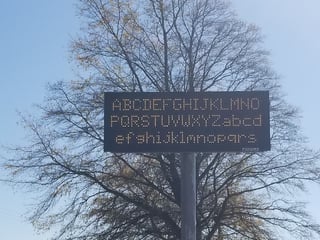 ABCDEFGHIJKLMNO
PQRSTUVWXYZabcd
efghijklmnopqrs